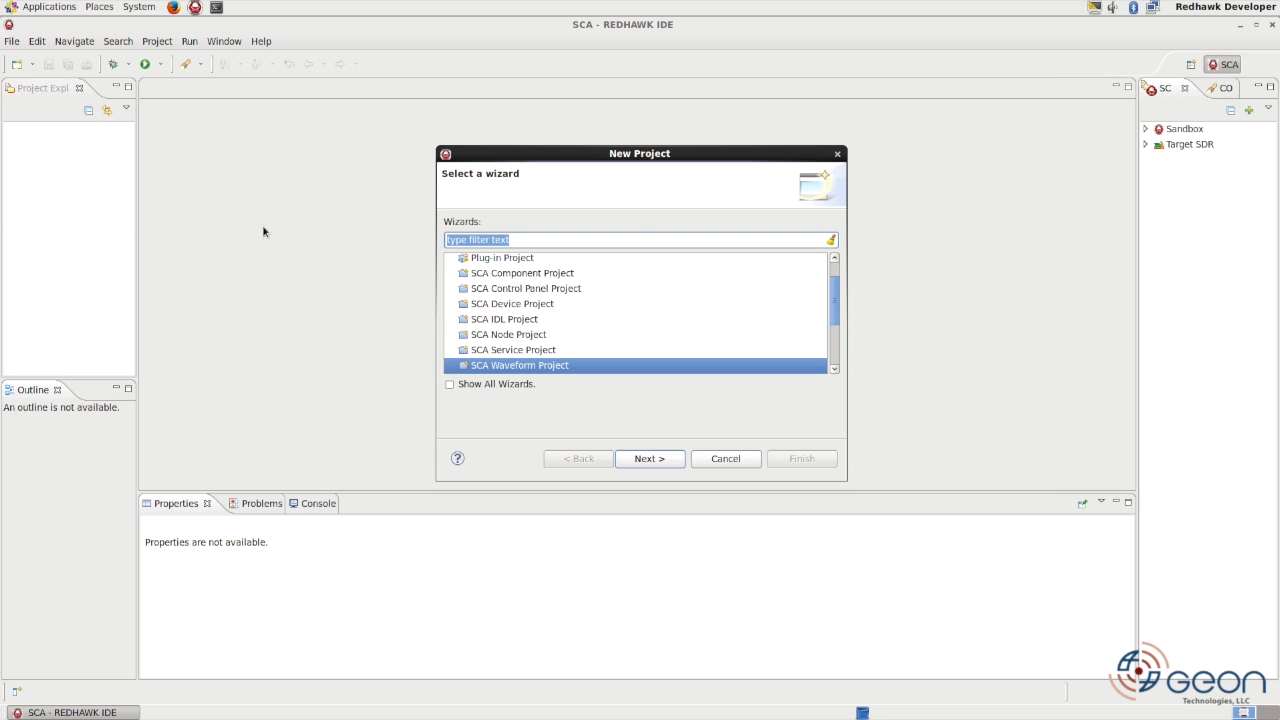 Applications Places System
Redhawk Developer
SCA - REDHAWK IDE
File Edit Navigate Search Project Run Window Help
SCA
Project Expl
SC
CO
Sandbox
Target SDR
New Project
Select a wizard
Wizards:
type filter text
Plug-in Project
SCA Component Project
SCA Control Panel Project
SCA Device Project
SCA IDL Project
SCA Node Project
SCA Service Project
SCA Waveform Project
Show All Wizards.
< Back
Next >
Cancel
Finish
Outline
An outline is not available.
Properties
Problems
Console
Properties are not available.
GEON
Technologies, LLC
SCA - REDHAWK IDE